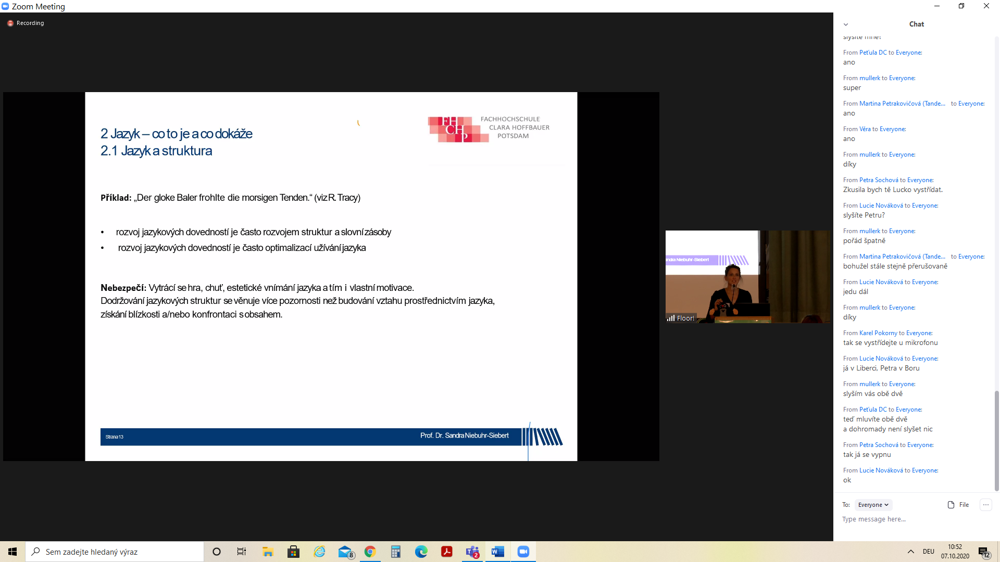 Zoom Meeting
Recording
2 Jazyk – co to je a co dokáže
2.1 Jazyk a struktura
FH
CH
P
FACHHOCHSCHULE
CLARA HOFFBAUER
POTSDAM
Příklad: „Der gloke Baler frohlte die morsigen Tenden.“ (viz R. Tracy)
• rozvoj jazykových dovedností je často rozvojem struktur a slovní zásoby
• rozvoj jazykových dovedností je často optimalizací užívání jazyka
Nebezpečí: Vytrácí se hra, chuť, estetické vnímání jazyka a tím i vlastní motivace.
Dodržování jazykových struktur se věnuje více pozornosti než budování vztahu prostřednictvím jazyka,
získání blízkosti a/nebo konfrontaci s obsahem.
Strana 13
Prof. Dr. Sandra Niebuhr-Siebert
andra Niebuhr-Siebert
Floor!
Chat
slyšíte mně?
From Peťula DC to Everyone:
ano
From mullerk to Everyone:
super
From Martina Petrakovičová (Tande... to Everyone:
ano
From Věra to Everyone:
ano
From mullerk to Everyone:
díky
From Petra Sochová to Everyone:
Zkusila bych tě Lucko vystřídat.
From Lucie Nováková to Everyone:
slyšíte Petru?
From mullerk to Everyone:
pořád špatně
From Martina Petrakovičová (Tande... to Everyone:
bohužel stále stejně přerušovaně
From Lucie Nováková to Everyone:
jedu dál
From mullerk to Everyone:
díky
From Karel Pokorny to Everyone:
tak se vystřídejte u mikrofonu
From Lucie Nováková to Everyone:
já v Liberci, Petra v Boru
From mullerk to Everyone:
slyším vás obě dvě
From Peťula DC to Everyone:
teď mluvíte obě dvě
a dohromady není slyšet nic
From Petra Sochová to Everyone:
tak já se vypnu
From Lucie Nováková to Everyone:
ok
To: Everyone
File
Type message here...
Sem zadejte hledaný výraz
8
2
DEU
10:52
07.10.2020
12